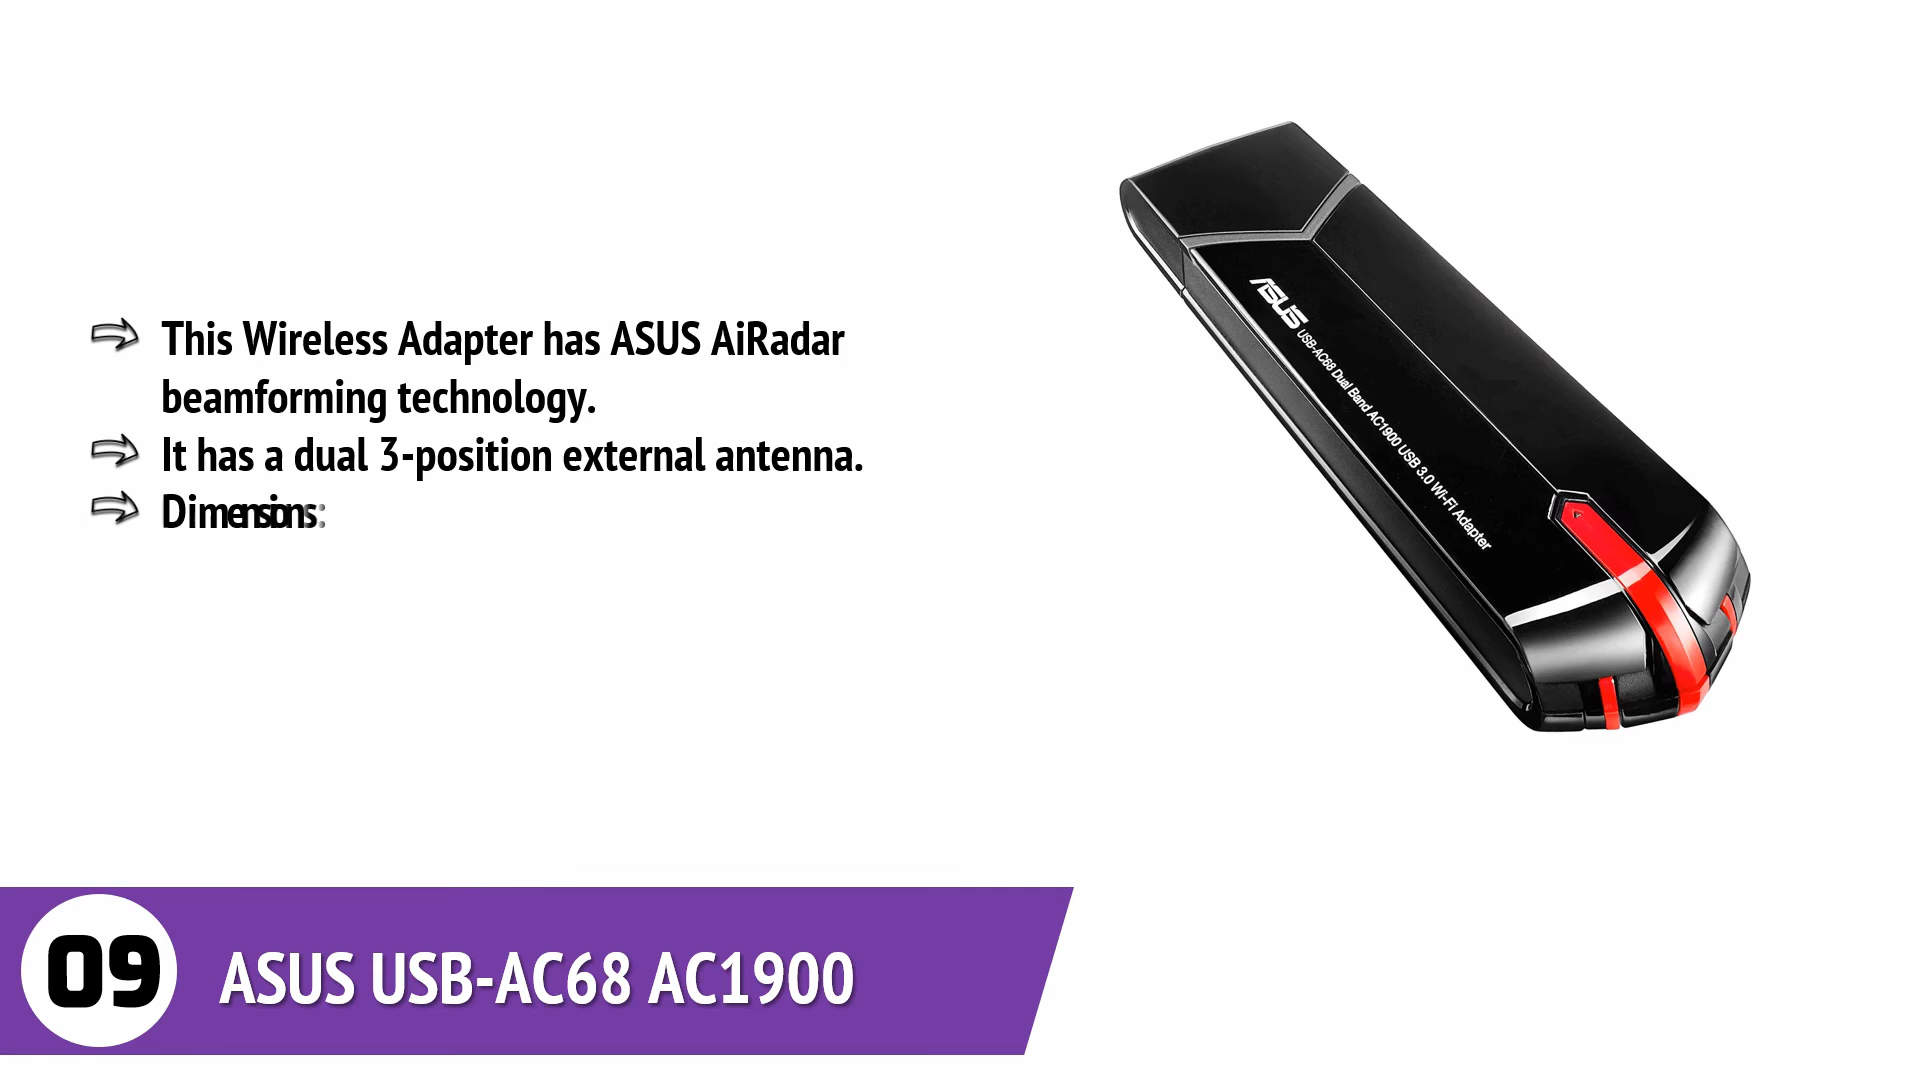 This Wireless Adapter has ASUS AiRadar
beamforming technology.
It has a dual 3-position external antenna.
Dimensions:
ASUS
USB-AC68 Dual Band AC1900 USB 3.0 Wi-Fi Adapter
09
ASUS USB-AC68 AC1900